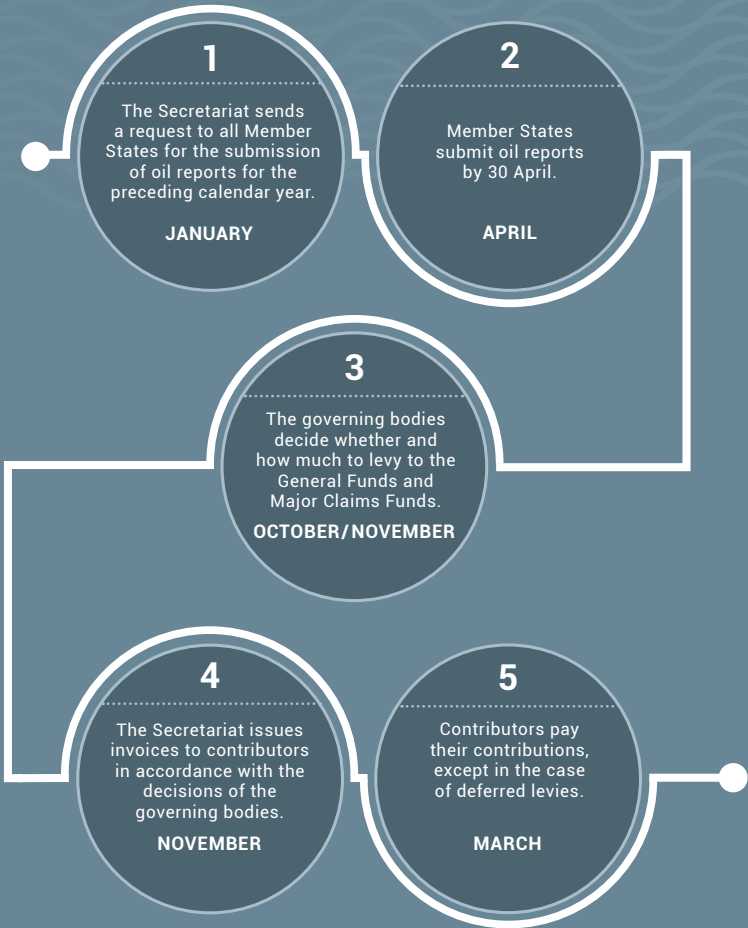 1
The Secretariat sends
a request to all Member
States for the submission
of oil reports for the
preceding calendar year.
JANUARY
2
Member States
submit oil reports
by 30 April.
APRIL
3
The governing bodies
decide whether and
how much to levy to the
General Funds and
Major Claims Funds.
OCTOBER/NOVEMBER
4
The Secretariat issues
invoices to contributors
in accordance with the
decisions of the
governing bodies.
NOVEMBER
5
Contributors pay
their contributions,
except in the case
of deferred levies.
MARCH